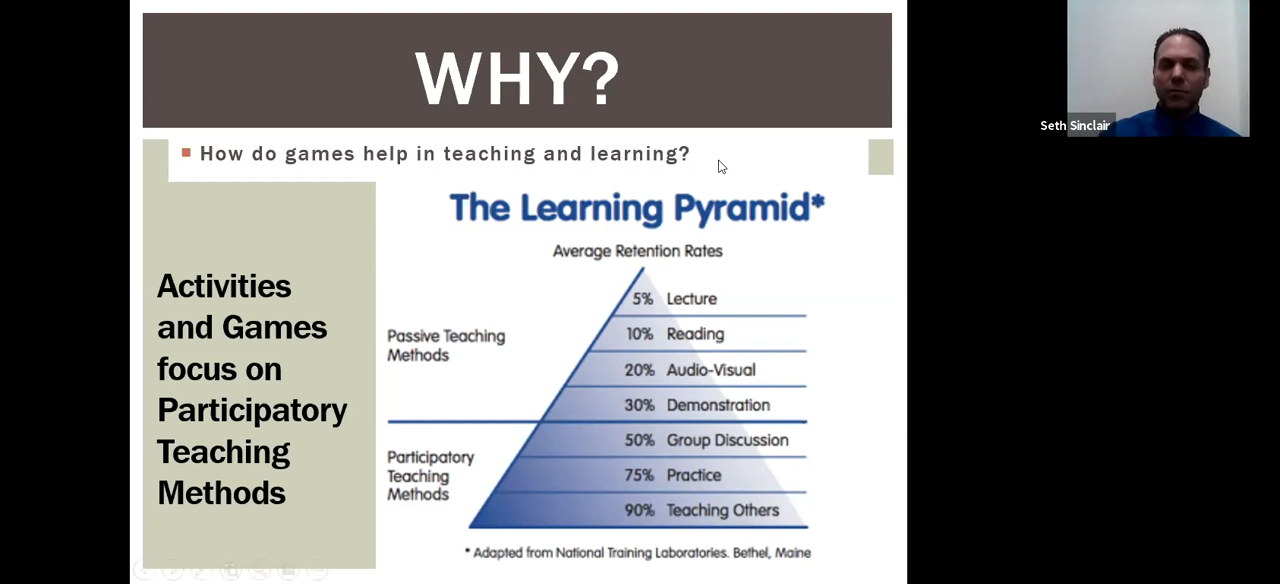 WHY?
How do games help in teaching and learning?
Activities
and Games
focus on
Participatory
Teaching
Methods
The Learning Pyramid*
Average Retention Rates
Passive Teaching
Methods
Participatory
Teaching
Methods
5% Lecture
10% Reading
20% Audio-Visual
30% Demonstration
50% Group Discussion
75% Practice
90% Teaching Others
* Adapted from National Training Laboratories. Bethel, Maine
Seth Sinclair